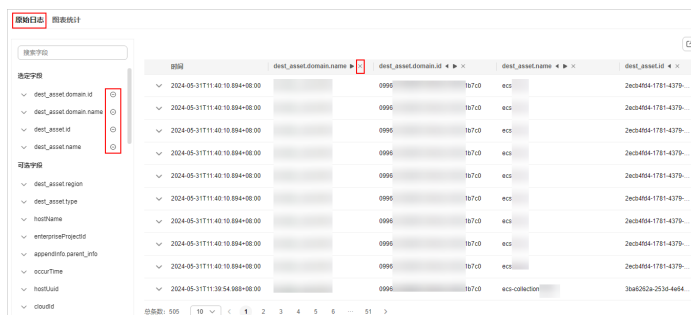 原始日志 图表统计
搜索字段
选定字段
dest_asset.domain.id
dest_asset.domain.name
dest_asset.id
dest_asset.name
可选字段
dest_asset.region
dest_asset.type
hostName
enterpriseProjectId
appendInfo.parent_info
occurTime
hostUuid
cloudId
时间 dest_asset.domain.name dest_asset.domain.id dest_asset.name dest_asset.id
2024-05-31T11:40:10.894+08:00 0996 1b7c0 ecs 2ecb4fd4-1781-4379-...
2024-05-31T11:40:10.894+08:00 0996 1b7c0 ecs 2ecb4fd4-1781-4379-...
2024-05-31T11:40:10.894+08:00 0996 1b7c0 ecs 2ecb4fd4-1781-4379-...
2024-05-31T11:40:10.894+08:00 0996 1b7c0 ecs 2ecb4fd4-1781-4379-...
2024-05-31T11:40:10.894+08:00 0996 1b7c0 ecs 2ecb4fd4-1781-4379-...
2024-05-31T11:40:10.894+08:00 0996 1b7c0 ecs 2ecb4fd4-1781-4379-...
2024-05-31T11:40:10.894+08:00 0996 1b7c0 ecs 2ecb4fd4-1781-4379-...
2024-05-31T11:40:10.894+08:00 0996 1b7c0 ecs 2ecb4fd4-1781-4379-...
2024-05-31T11:40:10.894+08:00 0996 1b7c0 ecs 2ecb4fd4-1781-4379-...
2024-05-31T11:39:54.988+08:00 0996 1b7c0 ecs-collection 3ba6262a-253d-4e64...
总条数: 505 10 < 1 2 3 4 5 6 ... 51 >